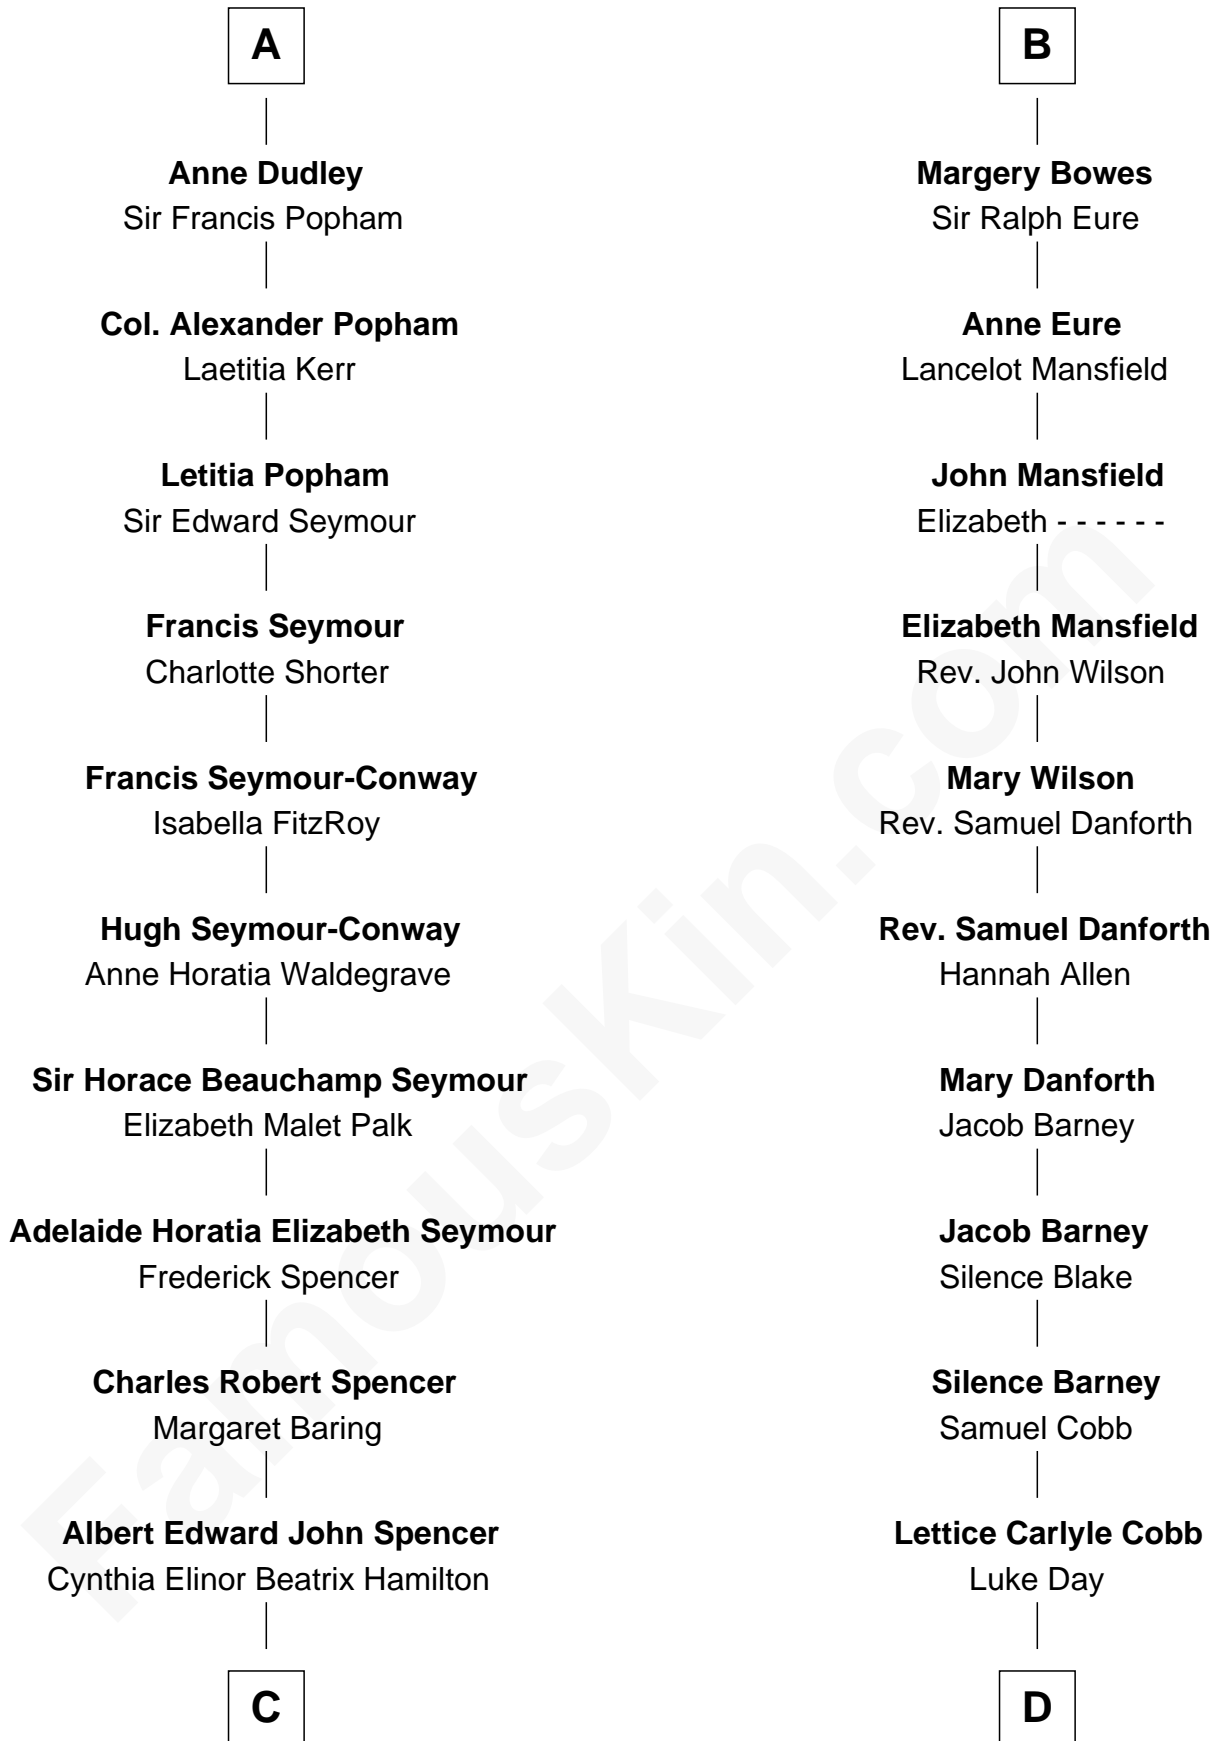 A
Anne Dudley
Sir Francis Popham
Col. Alexander Popham
Laetitia Kerr
Letitia Popham
Sir Edward Seymour
Francis Seymour
Charlotte Shorter
Francis Seymour-Conway
Isabella FitzRoy
Hugh Seymour-Conway
Anne Horatia Waldegrave
Sir Horace Beauchamp Seymour
Elizabeth Malet Palk
Adelaide Horatia Elizabeth Seymour
Frederick Spencer
Charles Robert Spencer
Margaret Baring
Albert Edward John Spencer
Cynthia Elinor Beatrix Hamilton
C
B
Margery Bowes
Sir Ralph Eure
Anne Eure
Lancelot Mansfield
John Mansfield
Elizabeth - - - - - -
Elizabeth Mansfield
Rev. John Wilson
Mary Wilson
Rev. Samuel Danforth
Rev. Samuel Danforth
Hannah Allen
Mary Danforth
Jacob Barney
Jacob Barney
Silence Blake
Silence Barney
Samuel Cobb
Lettice Carlyle Cobb
Luke Day
D
FamousKin.com